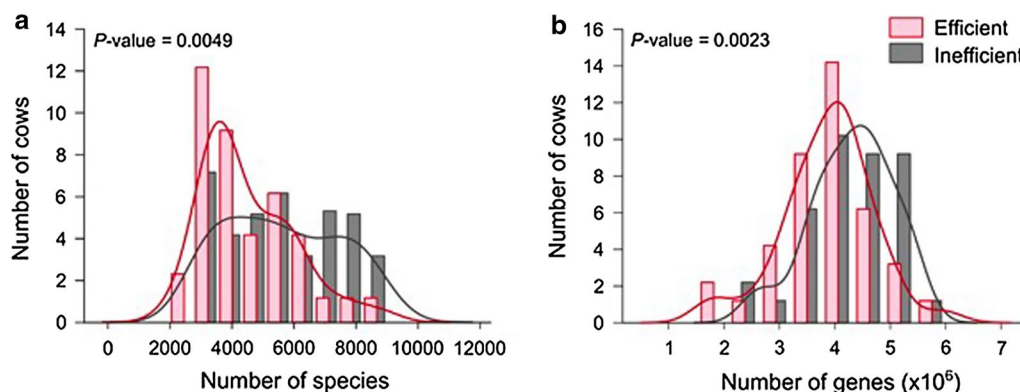 a
P-value = 0.0049
Number of cows
14
12
10
8
6
4
2
0
0 2000 4000 6000 8000 10000 12000
Number of species
b
P-value = 0.0023
Efficient
Inefficient
Number of cows
16
14
12
10
8
6
4
2
0
1 2 3 4 5 6 7
Number of genes (x10⁶)